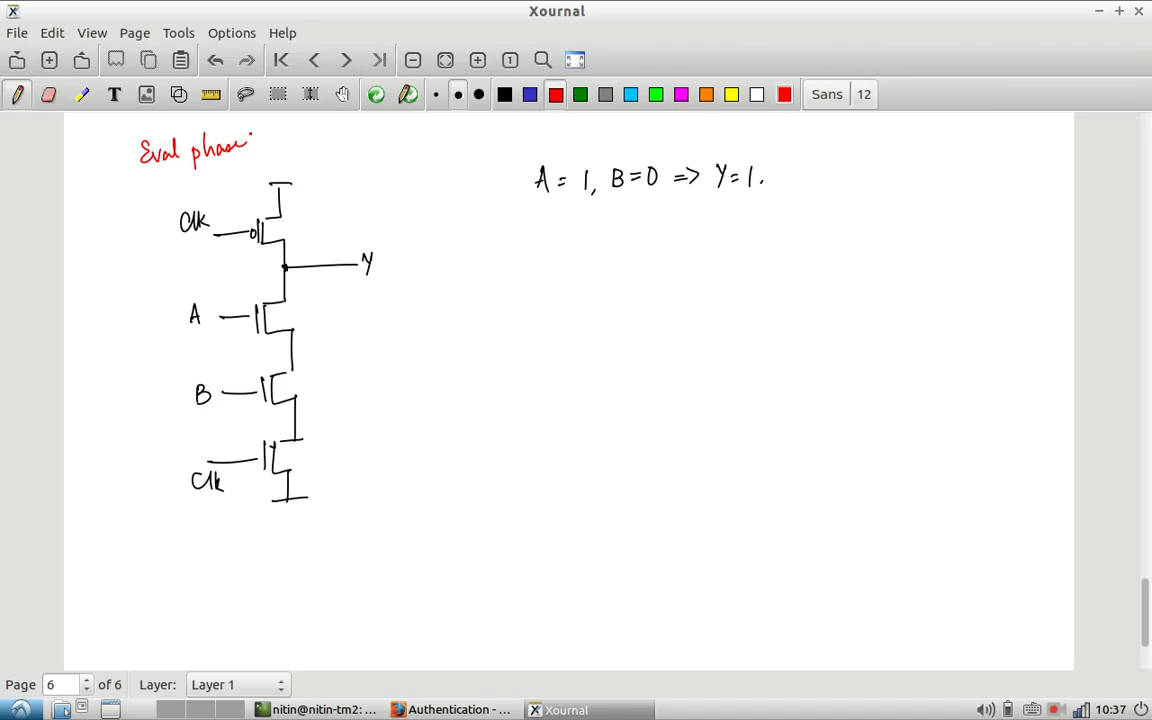 Xournal
File Edit View Page Tools Options Help
Sans 12
Eval phase
A = 1, B=0 => Y=1.
Clk
Y
A
B
Clk
Page 6 of 6 Layer: Layer 1
nitin@nitin-tm2: ... Authentication - ... Xournal 10:37